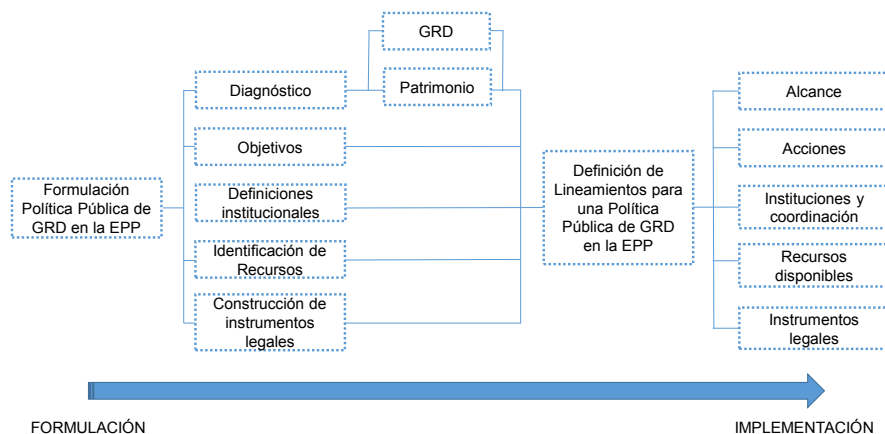 GRD
Diagnóstico
Patrimonio
Objetivos
Formulación
Política Pública de
GRD en la EPP
Definiciones
institucionales
Identificación de
Recursos
Construcción de
instrumentos
legales
Definición de
Lineamientos para
una Política
Pública de GRD
en la EPP
Alcance
Acciones
Instituciones y
coordinación
Recursos
disponibles
Instrumentos
legales
FORMULACIÓN
IMPLEMENTACIÓN